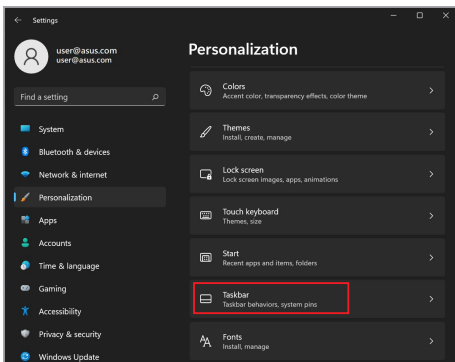 Settings
user@asus.com
user@asus.com
Find a setting
System
Bluetooth & devices
Network & internet
Personalization
Apps
Accounts
Time & language
Gaming
Accessibility
Privacy & security
Windows Update
Personalization
Colors
Accent color, transparency effects, color theme
Themes
Install, create, manage
Lock screen
Lock screen images, apps, animations
Touch keyboard
Themes, size
Start
Recent apps and items, folders
Taskbar
Taskbar behaviors, system pins
Fonts
Install, manage